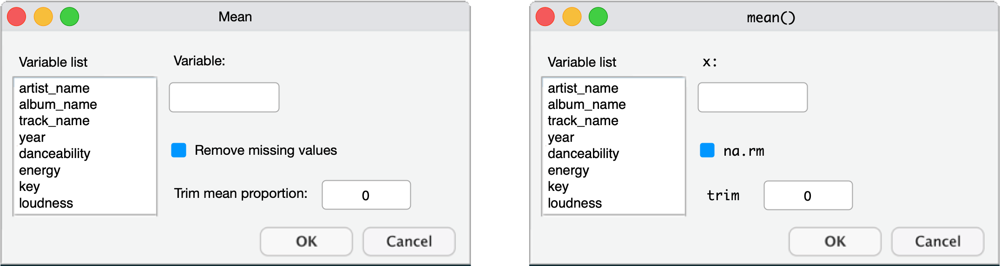 Mean
Variable list
artist_name
album_name
track_name
year
danceability
energy
key
loudness
Variable:
Remove missing values
Trim mean proportion: 0
OK Cancel
mean()
Variable list
artist_name
album_name
track_name
year
danceability
energy
key
loudness
x:
na.rm
trim 0
OK Cancel